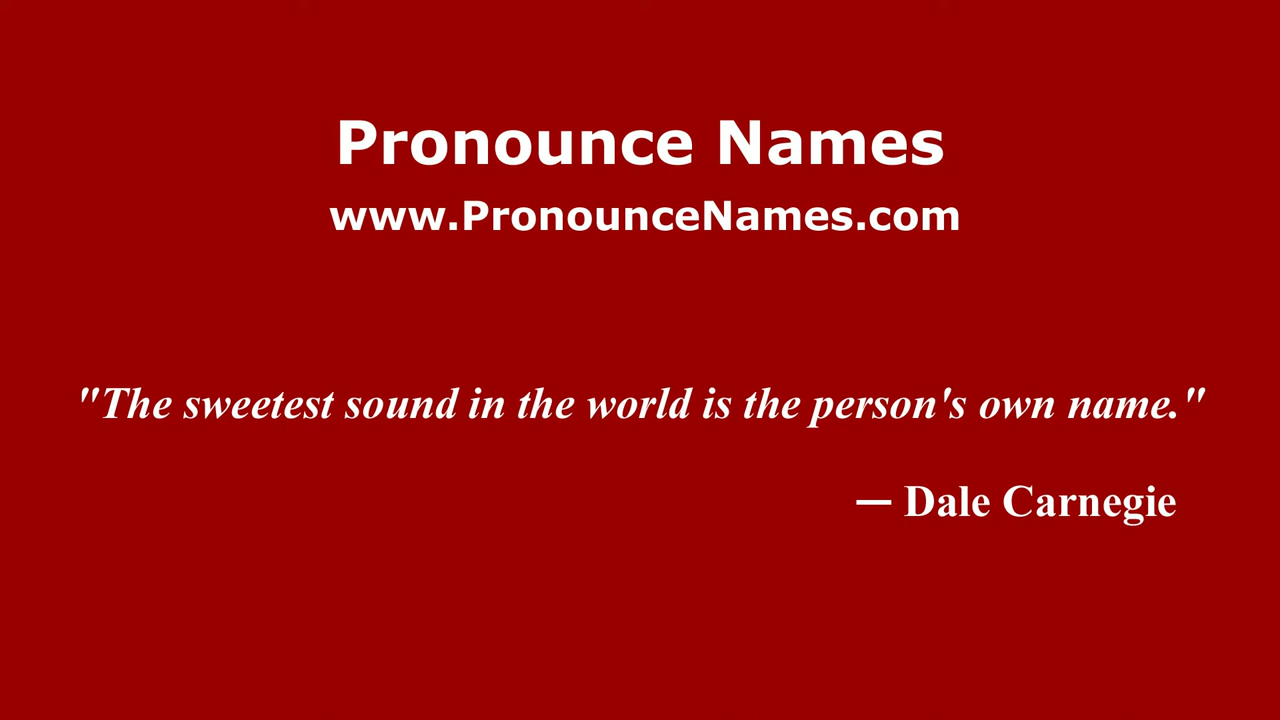 Pronounce Names
www.PronounceNames.com
"The sweetest sound in the world is the person's own name."
— Dale Carnegie